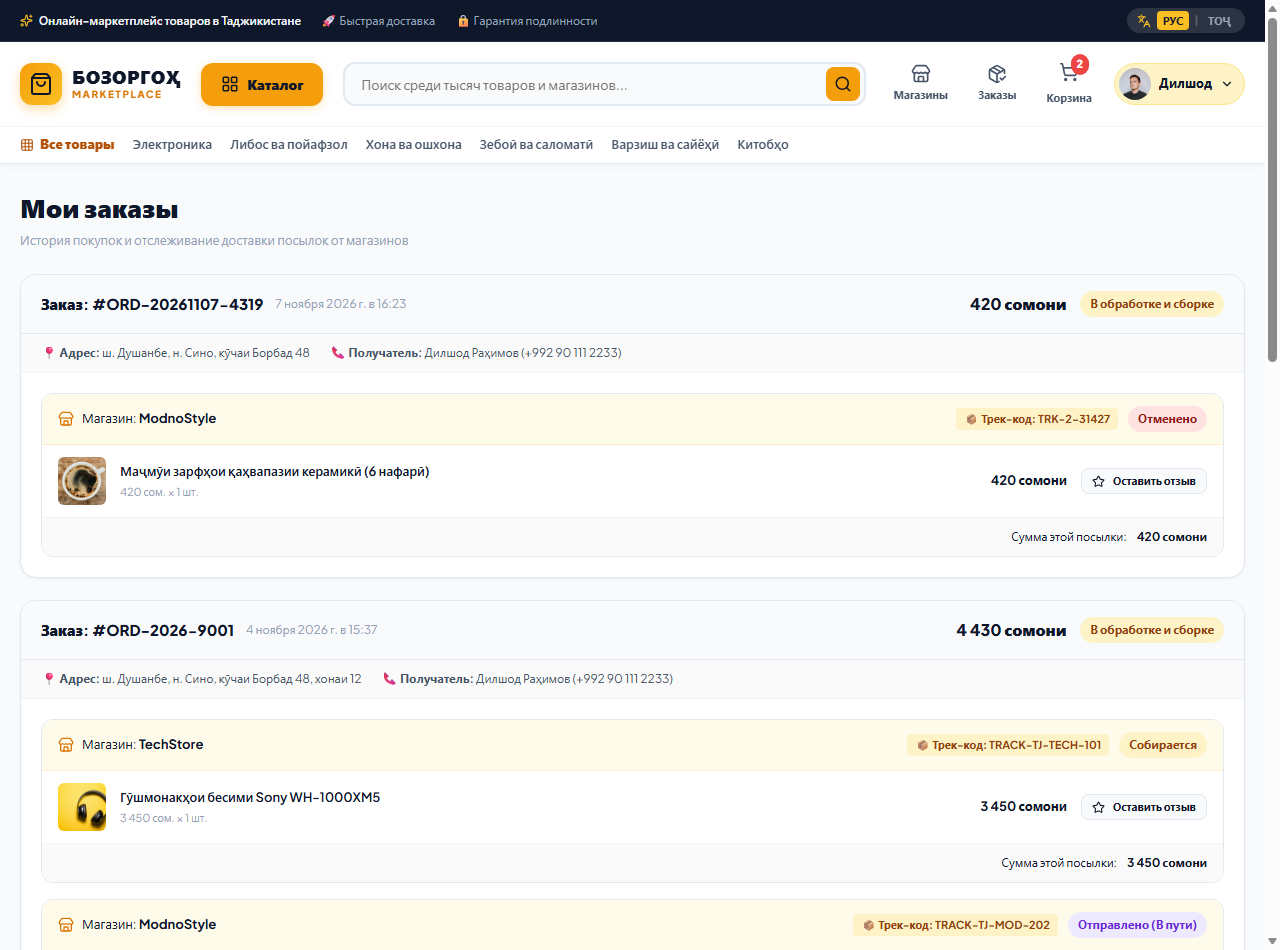 Онлайн-маркетплейс товаров в Таджикистане
🚀 Быстрая доставка
🔒 Гарантия подлинности
РУС | ТОҶ
БОЗОРГОҲ
MARKETPLACE
Каталог
Поиск среди тысяч товаров и магазинов...
Магазины
Заказы
2
Корзина
Дилшод
Все товары
Электроника
Либос ва пойафзол
Хона ва ошхона
Зебоӣ ва саломатӣ
Варзиш ва сайёҳӣ
Китобҳо
Мои заказы
История покупок и отслеживание доставки посылок от магазинов
Заказ: #ORD-20261107-4319 7 ноября 2026 г. в 16:23
420 сомони
В обработке и сборке
📍 Адрес: ш. Душанбе, н. Сино, кӯчаи Борбад 48
📞 Получатель: Дилшод Раҳимов (+992 90 111 2233)
Магазин: ModnoStyle
📦 Трек-код: TRK-2-31427
Отменено
Маҷмӯи зарфҳои қаҳвапазии керамикӣ (6 нафарӣ)
420 сом. × 1 шт.
420 сомони
Оставить отзыв
Сумма этой посылки: 420 сомони
Заказ: #ORD-2026-9001 4 ноября 2026 г. в 15:37
4 430 сомони
В обработке и сборке
📍 Адрес: ш. Душанбе, н. Сино, кӯчаи Борбад 48, хонаи 12
📞 Получатель: Дилшод Раҳимов (+992 90 111 2233)
Магазин: TechStore
📦 Трек-код: TRACK-TJ-TECH-101
Собирается
Гӯшмонакҳои бесими Sony WH-1000XM5
3 450 сом. × 1 шт.
3 450 сомони
Оставить отзыв
Сумма этой посылки: 3 450 сомони
Магазин: ModnoStyle
📦 Трек-код: TRACK-TJ-MOD-202
Отправлено (В пути)